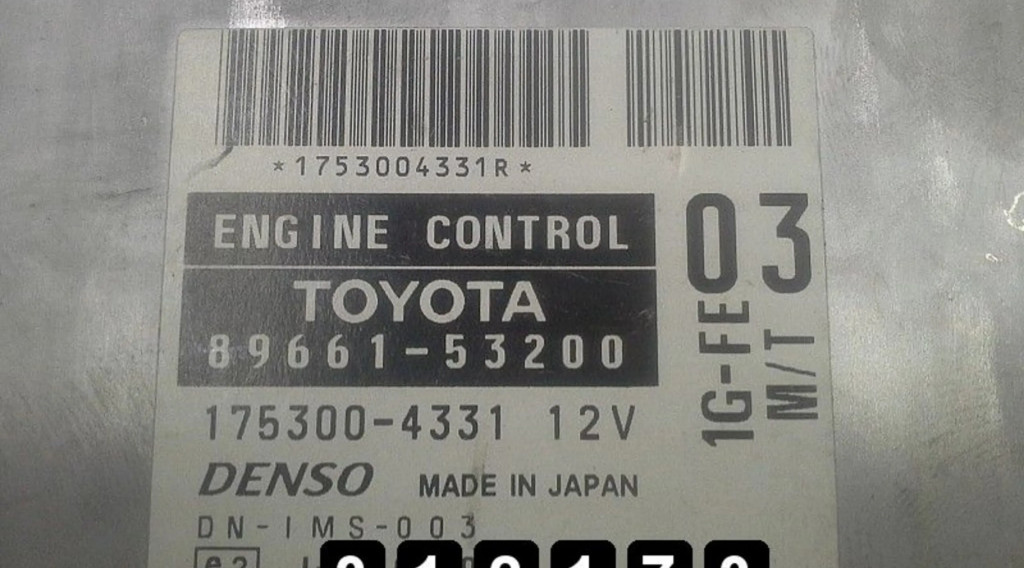 *1753004331R*
ENGINE CONTROL
TOYOTA
89661-53200
175300-4331 12V
DENSO MADE IN JAPAN
DN-IMS-003
e2
03
1G-FE
M/T